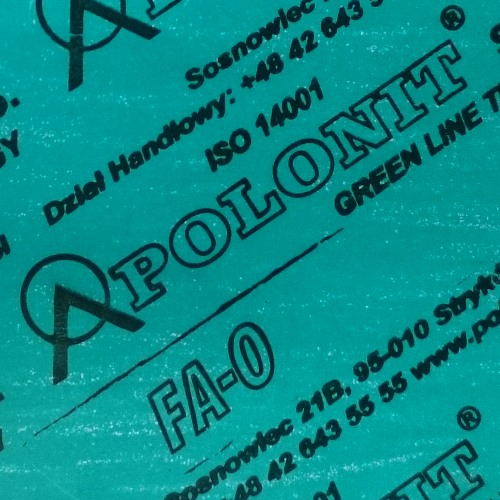 Sosnowiec
Dział Handlowy: +48 42 643 5
ISO 14001
POLONIT®
GREEN LINE
FA-0
Sosnowiec 21B, 95-010 Stryk
48 42 643 55 55 www.po
®